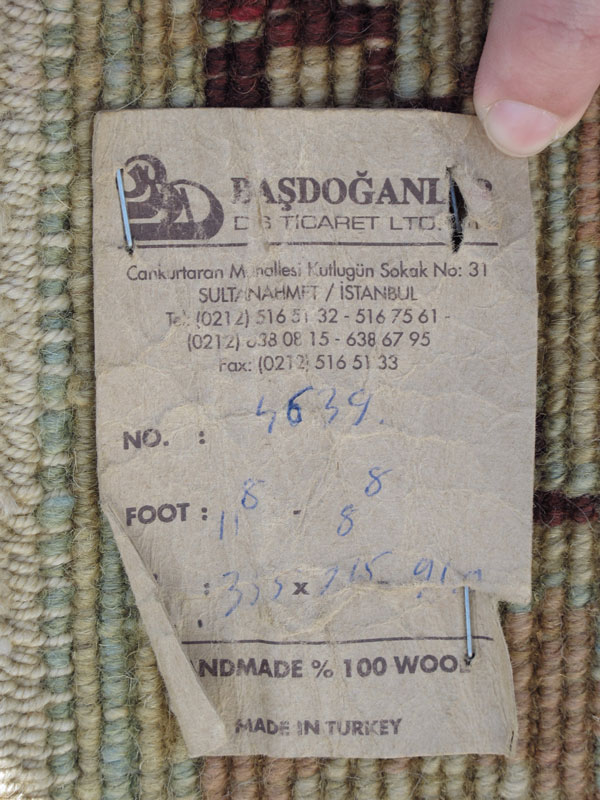 BAŞDOĞANLAR
DIŞ TİCARET LTD.
Cankurtaran Mahallesi Kutlugün Sokak No: 31
SULTANAHMET / İSTANBUL
Tel: (0212) 516 51 32 - 516 75 61 -
(0212) 638 08 15 - 638 67 95
Fax: (0212) 516 51 33
NO. : 4639
FOOT : 11 8 - 8 8
: x
HANDMADE % 100 WOOL
MADE IN TURKEY